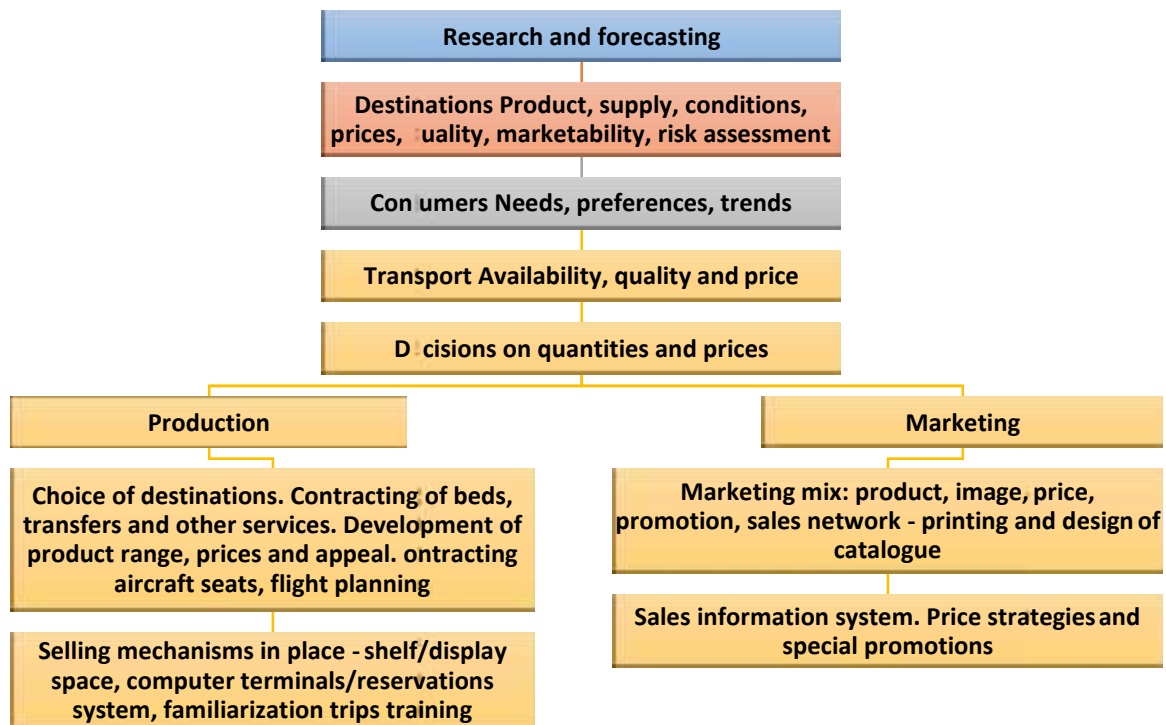 Research and forecasting
Destinations Product, supply, conditions,
prices, uality, marketability, risk assessment
Con umers Needs, preferences, trends
Transport Availability, quality and price
D cisions on quantities and prices
Production
Marketing
Choice of destinations. Contracting of beds,
transfers and other services. Development of
product range, prices and appeal. ontracting
aircraft seats, flight planning
Marketing mix: product, image, price,
promotion, sales network - printing and design of
catalogue
Selling mechanisms in place - shelf/display
space, computer terminals/reservations
system, familiarization trips training
Sales information system. Price strategies and
special promotions